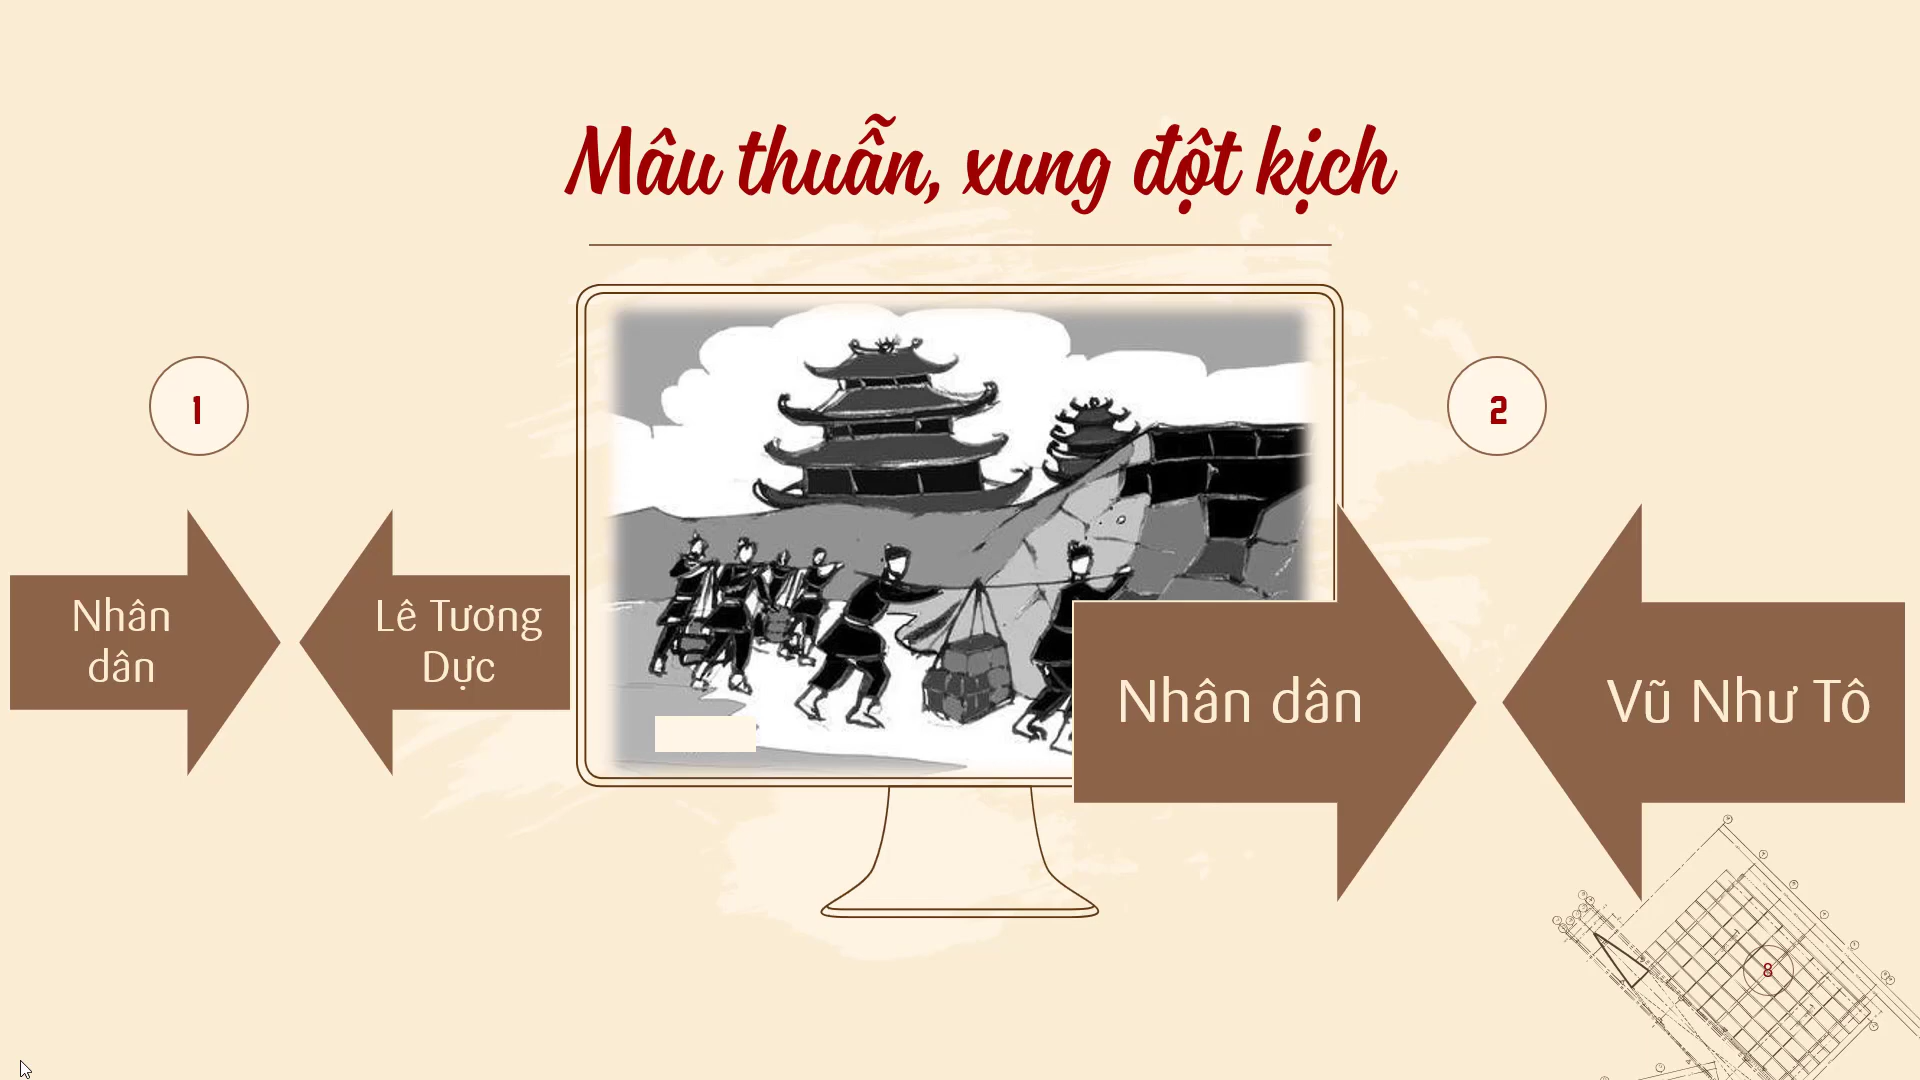 Mâu thuẫn, xung đột kịch
1
Nhân
dân
Lê Tương
Dực
2
Nhân dân
Vũ Như Tô
8